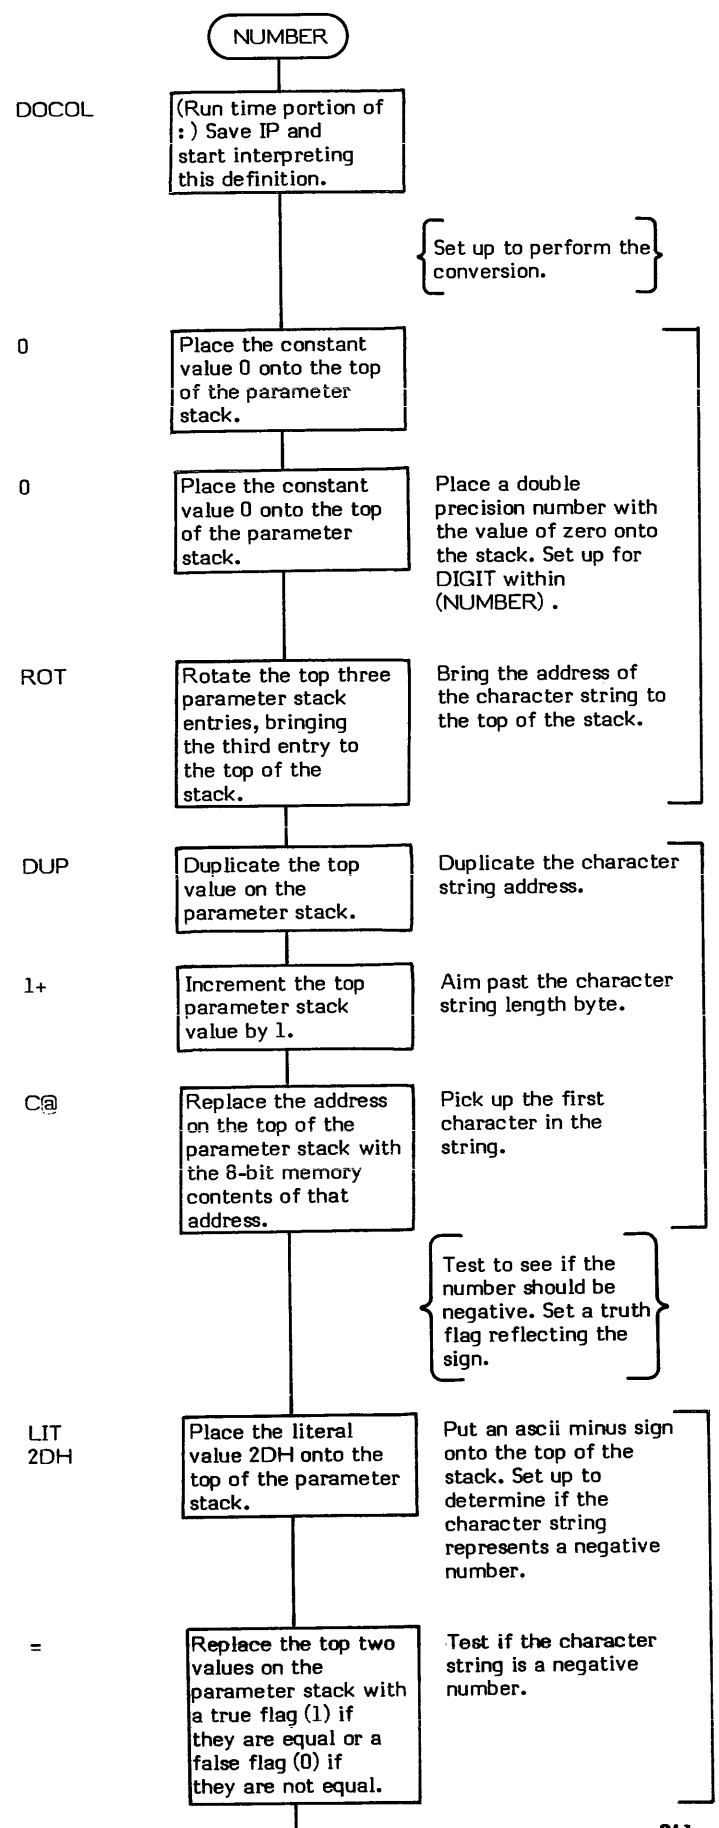 NUMBER
DOCOL
(Run time portion of
: ) Save IP and
start interpreting
this definition.
Set up to perform the
conversion.
0
Place the constant
value 0 onto the top
of the parameter
stack.
0
Place the constant
value 0 onto the top
of the parameter
stack.
Place a double
precision number with
the value of zero onto
the stack. Set up for
DIGIT within
(NUMBER) .
ROT
Rotate the top three
parameter stack
entries, bringing
the third entry to
the top of the
stack.
Bring the address of
the character string to
the top of the stack.
DUP
Duplicate the top
value on the
parameter stack.
Duplicate the character
string address.
1+
Increment the top
parameter stack
value by 1.
Aim past the character
string length byte.
C@
Replace the address
on the top of the
parameter stack with
the 8-bit memory
contents of that
address.
Pick up the first
character in the
string.
Test to see if the
number should be
negative. Set a truth
flag reflecting the
sign.
LIT
2DH
Place the literal
value 2DH onto the
top of the parameter
stack.
Put an ascii minus sign
onto the top of the
stack. Set up to
determine if the
character string
represents a negative
number.
=
Replace the top two
values on the
parameter stack with
a true flag (1) if
they are equal or a
false flag (0) if
they are not equal.
Test if the character
string is a negative
number.